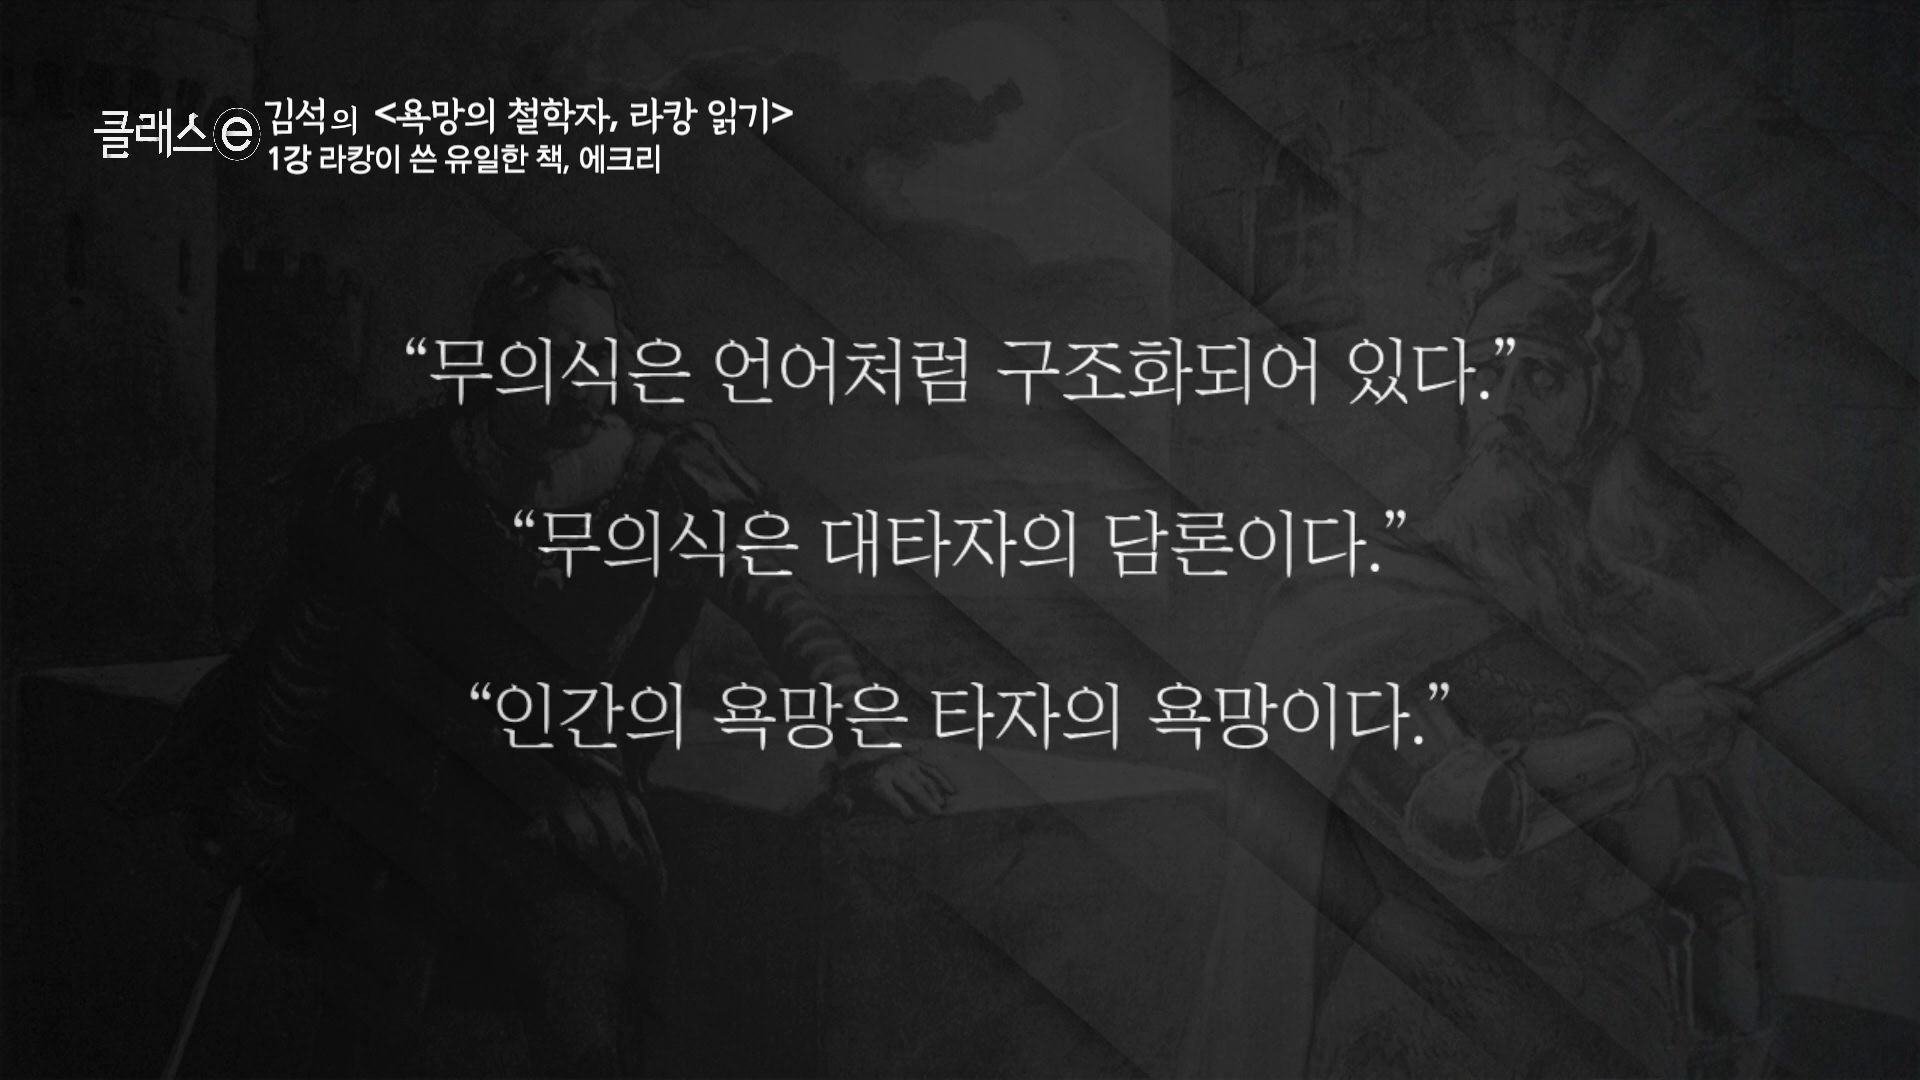 클래스e 김석의 <욕망의 철학자, 라캉 읽기>
1강 라캉이 쓴 유일한 책, 에크리
“무의식은 언어처럼 구조화되어 있다.”
“무의식은 대타자의 담론이다.”
“인간의 욕망은 타자의 욕망이다.”